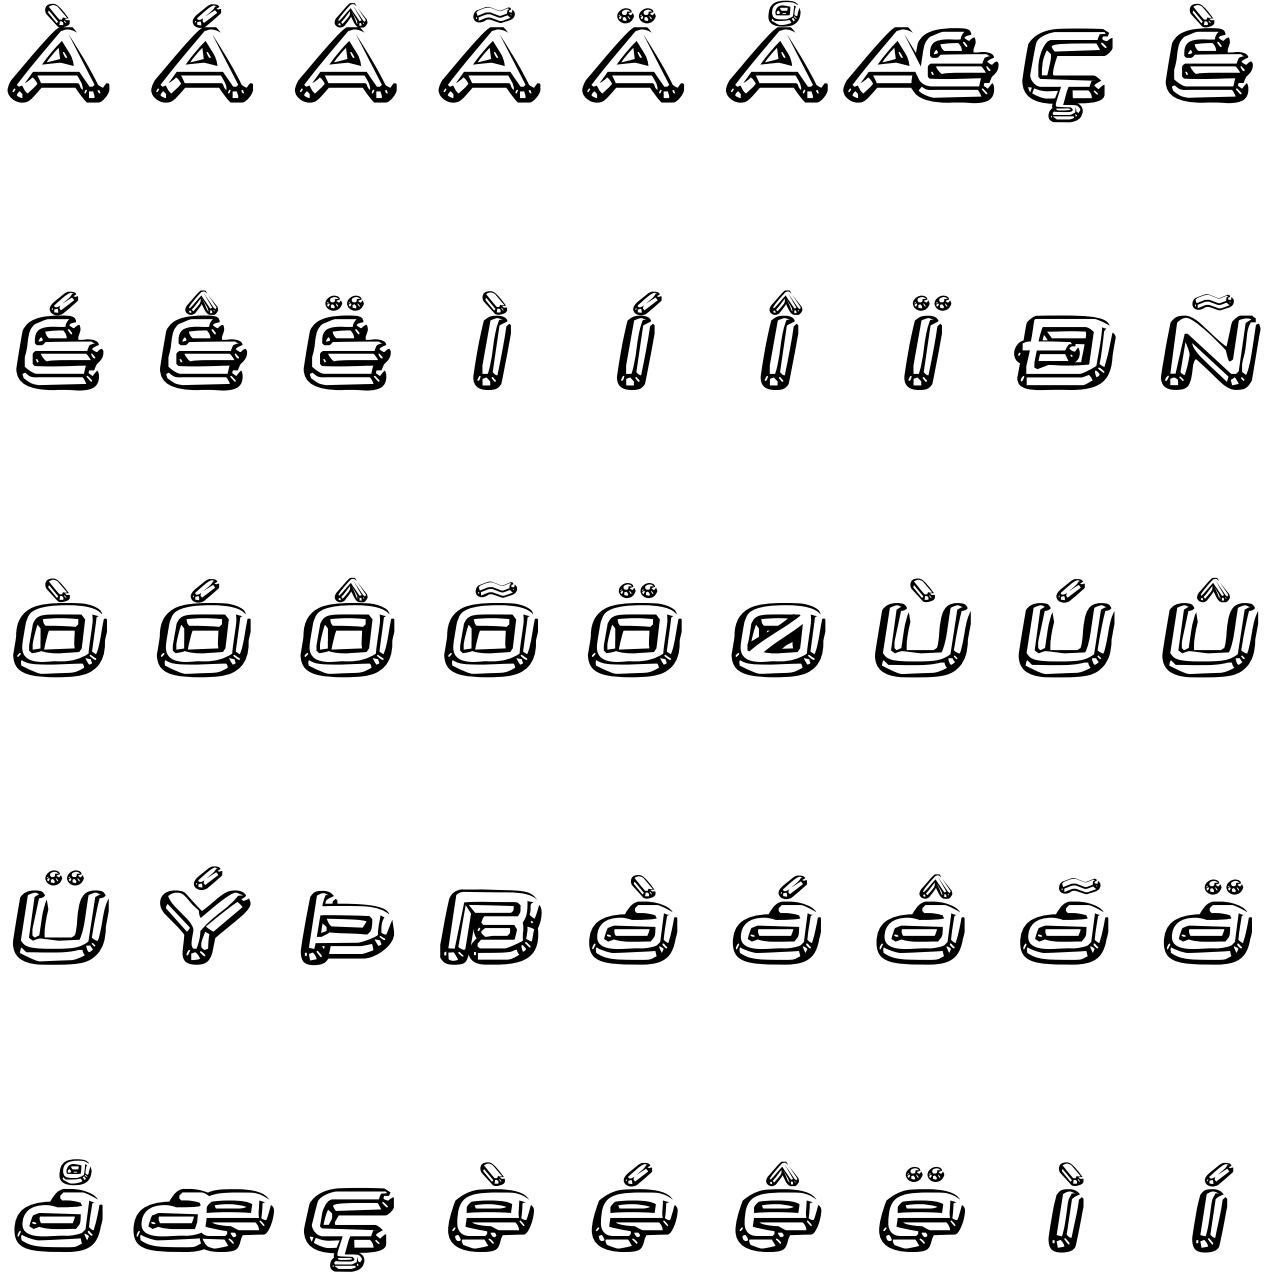 À Á Â Ã Ä Å Æ Ç È
É Ê Ë Ì Í Î Ï Ð Ñ
Ò Ó Ô Õ Ö Ø Ù Ú Û
Ü Ý Þ ß à á â ã ä
å æ ç è é ê ë ì í